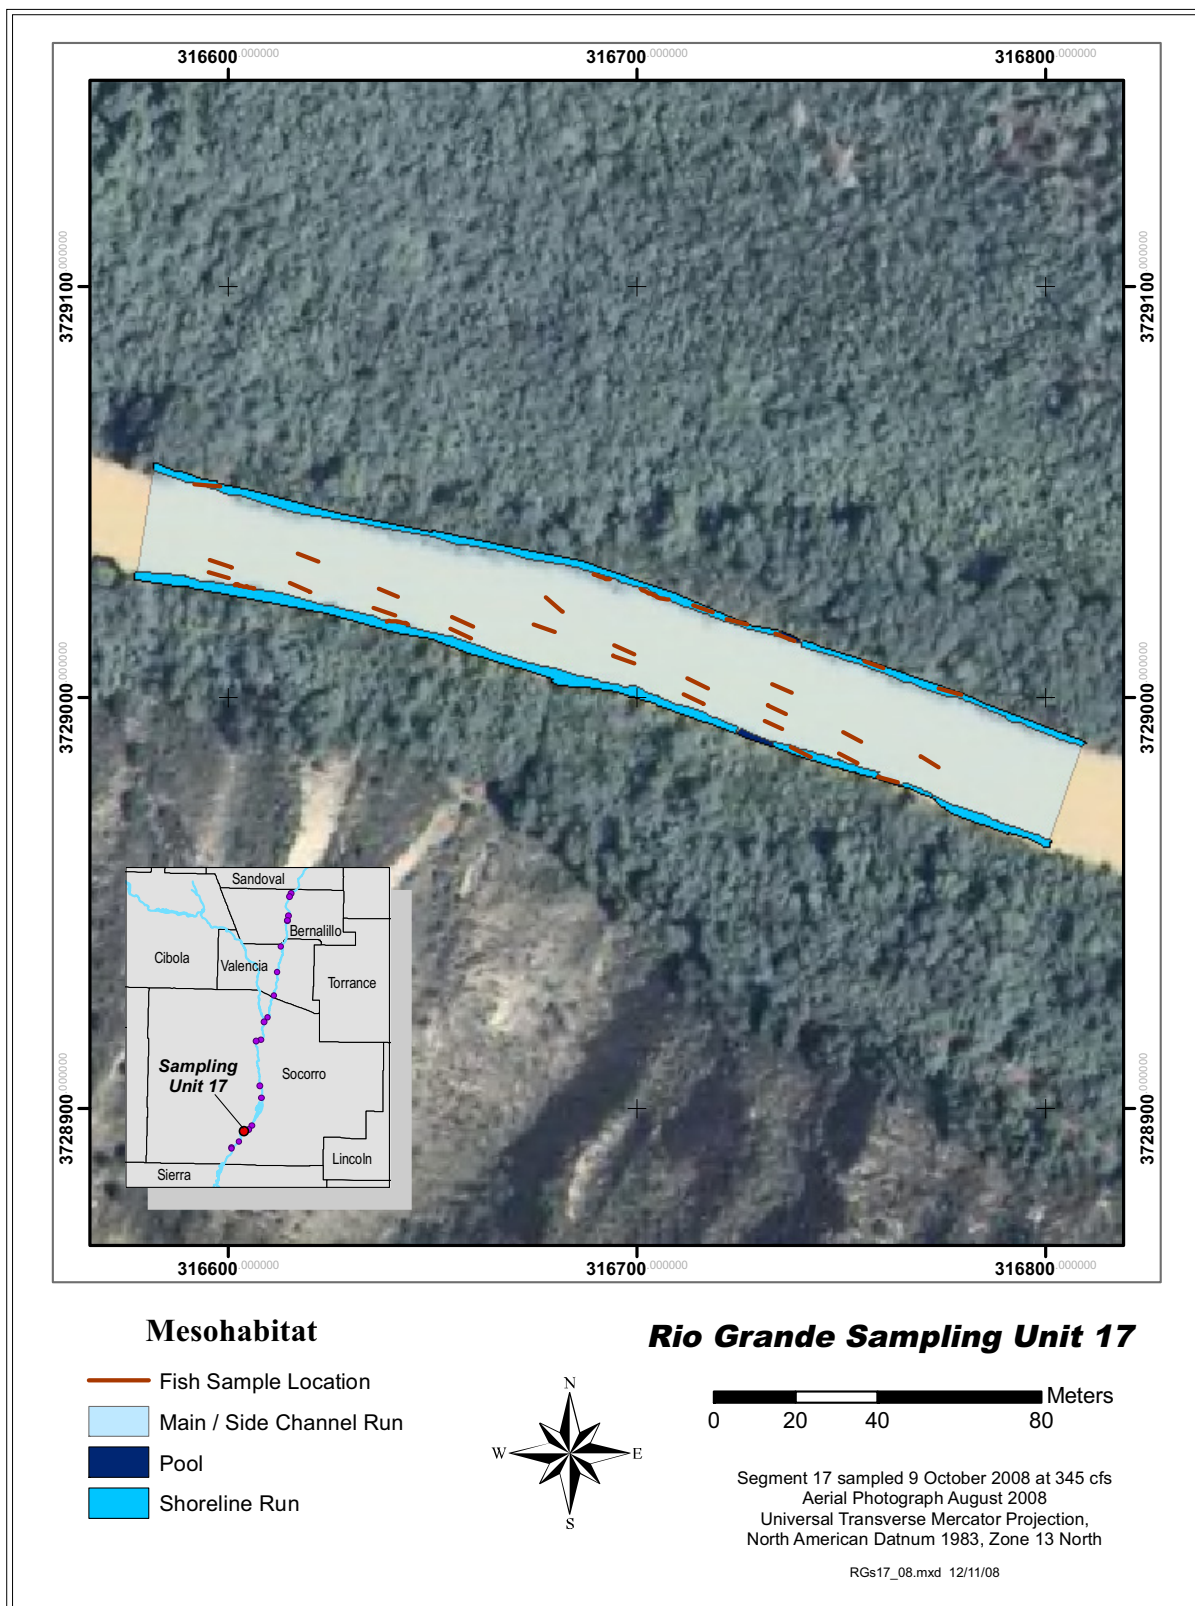 316600.000000 316700.000000 316800.000000
3729100.000000 3729100.000000
3729000.000000 3729000.000000
3728900.000000 3728900.000000
Sandoval
Bernalillo
Cibola
Valencia
Torrance
Sampling
Unit 17
Socorro
Lincoln
Sierra
316600.000000 316700.000000 316800.000000
Mesohabitat
Fish Sample Location
Main / Side Channel Run
Pool
Shoreline Run
N
W E
S
Rio Grande Sampling Unit 17
Meters
0 20 40 80
Segment 17 sampled 9 October 2008 at 345 cfs
Aerial Photograph August 2008
Universal Transverse Mercator Projection,
North American Datnum 1983, Zone 13 North
RGs17_08.mxd 12/11/08